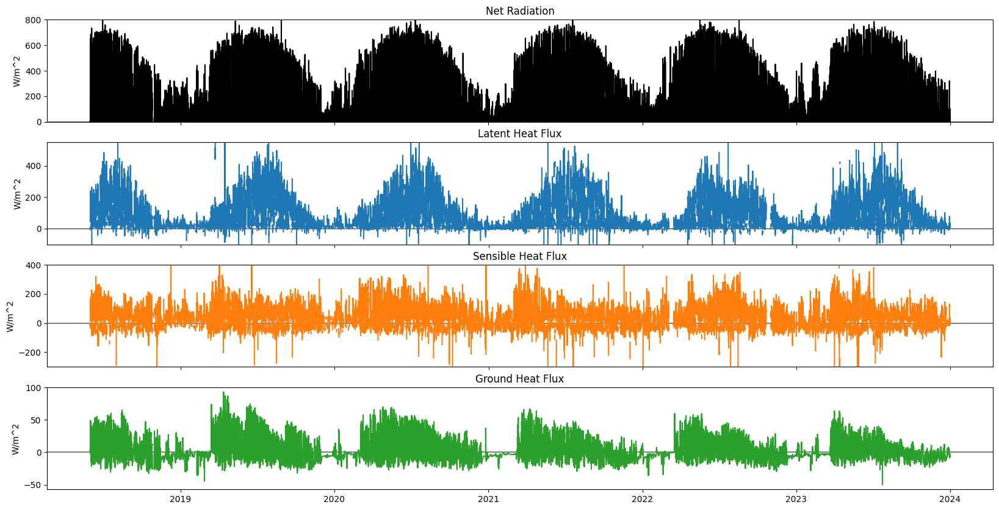 Net Radiation
800
600
400
200
0
W/m^2
Latent Heat Flux
400
200
0
W/m^2
Sensible Heat Flux
400
200
0
−200
W/m^2
Ground Heat Flux
100
50
0
−50
W/m^2
2019 2020 2021 2022 2023 2024